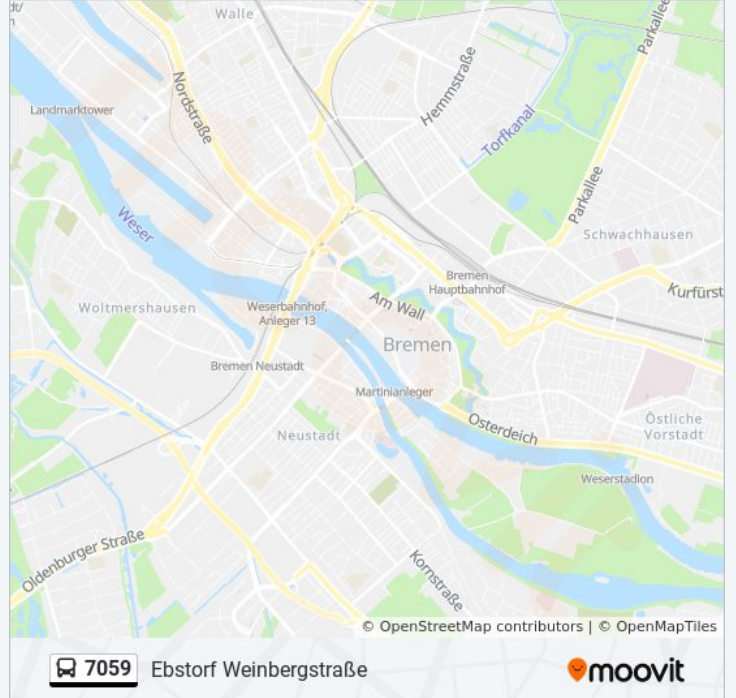 dt/
Walle
Parkallee
Nordstraße
Hemmstraße
Landmarktower
Torfkanal
Parkallee
Weser
Schwachhausen
Bremen
Hauptbahnhof
Kurfürst
Woltmershausen
Weserbahnhof,
Anleger 13
Am Wall
Bremen
Bremen Neustadt
Martinianleger
Osterdeich
Östliche
Vorstadt
Neustadt
Weserstadion
Oldenburger Straße
Kornstraße
© OpenStreetMap contributors | © OpenMapTiles
7059 Ebstorf Weinbergstraße
moovit